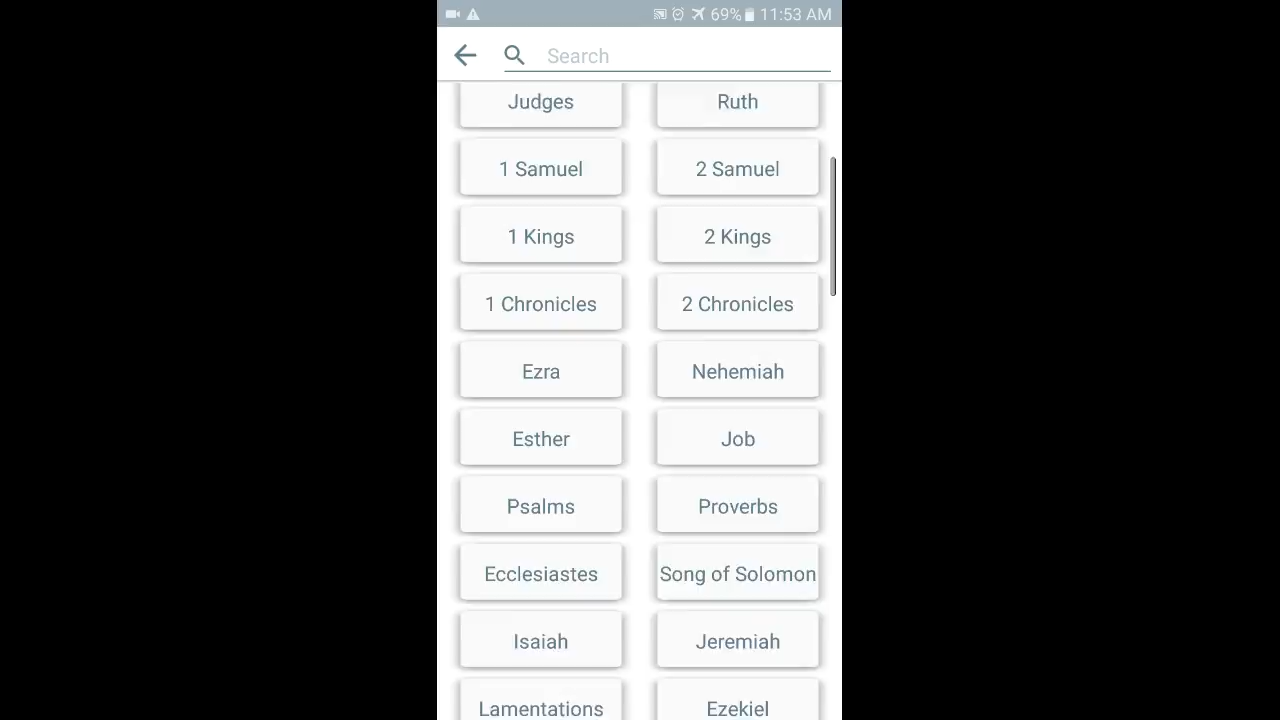 69% 11:53 AM
Search
Judges Ruth
1 Samuel 2 Samuel
1 Kings 2 Kings
1 Chronicles 2 Chronicles
Ezra Nehemiah
Esther Job
Psalms Proverbs
Ecclesiastes Song of Solomon
Isaiah Jeremiah
Lamentations Ezekiel